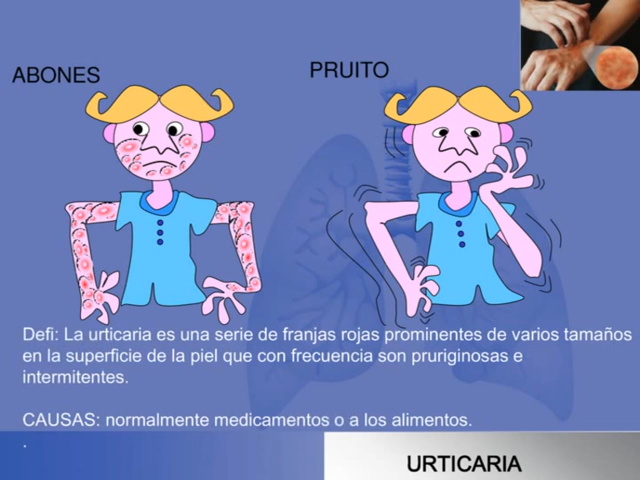 ABONES
PRUITO
Defi: La urticaria es una serie de franjas rojas prominentes de varios tamaños
en la superficie de la piel que con frecuencia son pruriginosas e
intermitentes.
CAUSAS: normalmente medicamentos o a los alimentos.
.
URTICARIA